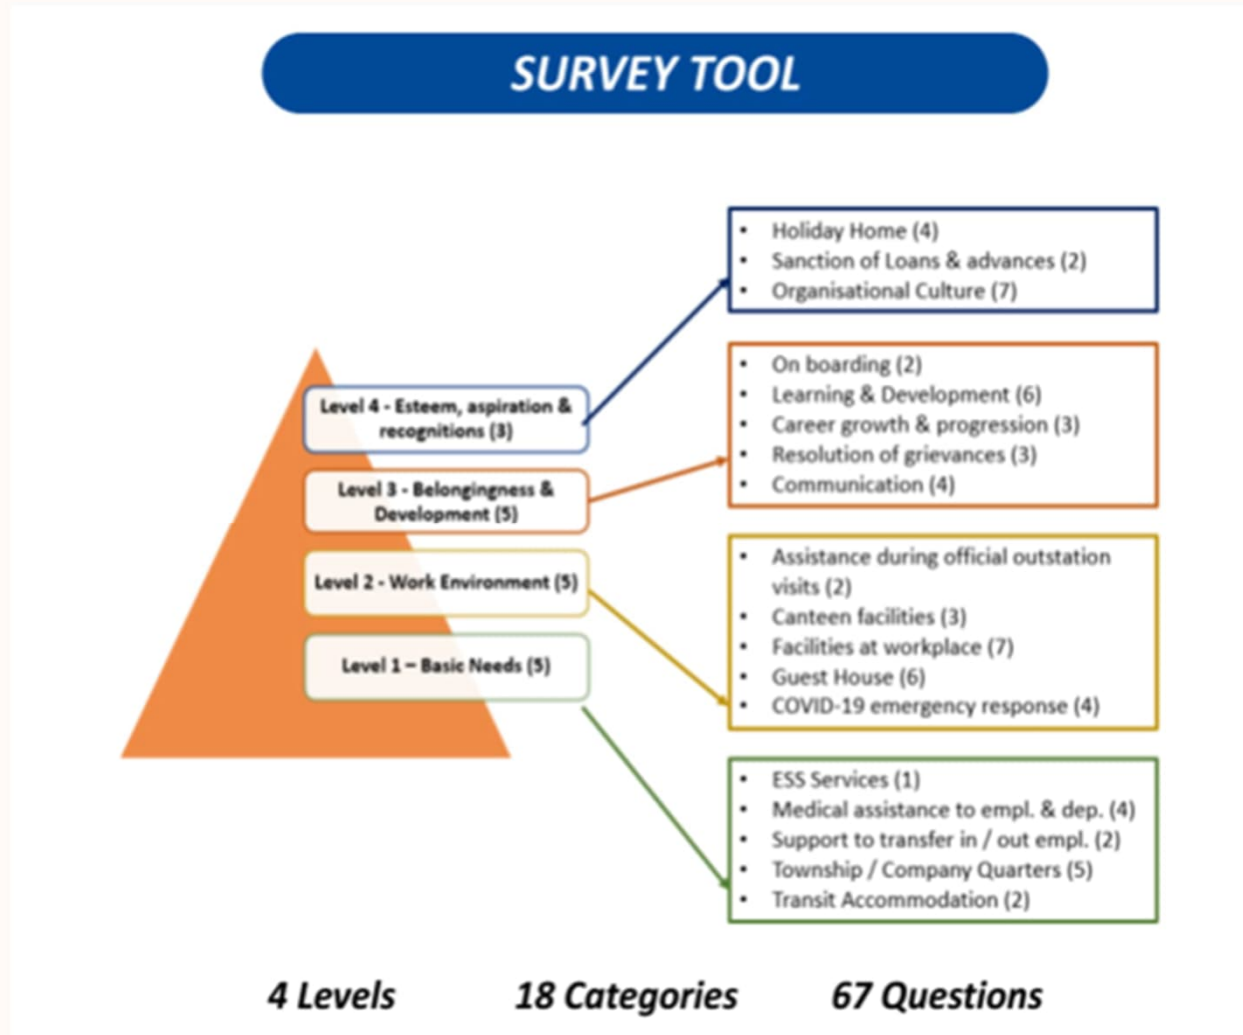 SURVEY TOOL
Level 4 - Esteem, aspiration &
recognitions (3)
Level 3 - Belongingness &
Development (5)
Level 2 - Work Environment (5)
Level 1 – Basic Needs (5)
• Holiday Home (4)
• Sanction of Loans & advances (2)
• Organisational Culture (7)
• On boarding (2)
• Learning & Development (6)
• Career growth & progression (3)
• Resolution of grievances (3)
• Communication (4)
• Assistance during official outstation
visits (2)
• Canteen facilities (3)
• Facilities at workplace (7)
• Guest House (6)
• COVID-19 emergency response (4)
• ESS Services (1)
• Medical assistance to empl. & dep. (4)
• Support to transfer in / out empl. (2)
• Township / Company Quarters (5)
• Transit Accommodation (2)
4 Levels 18 Categories 67 Questions